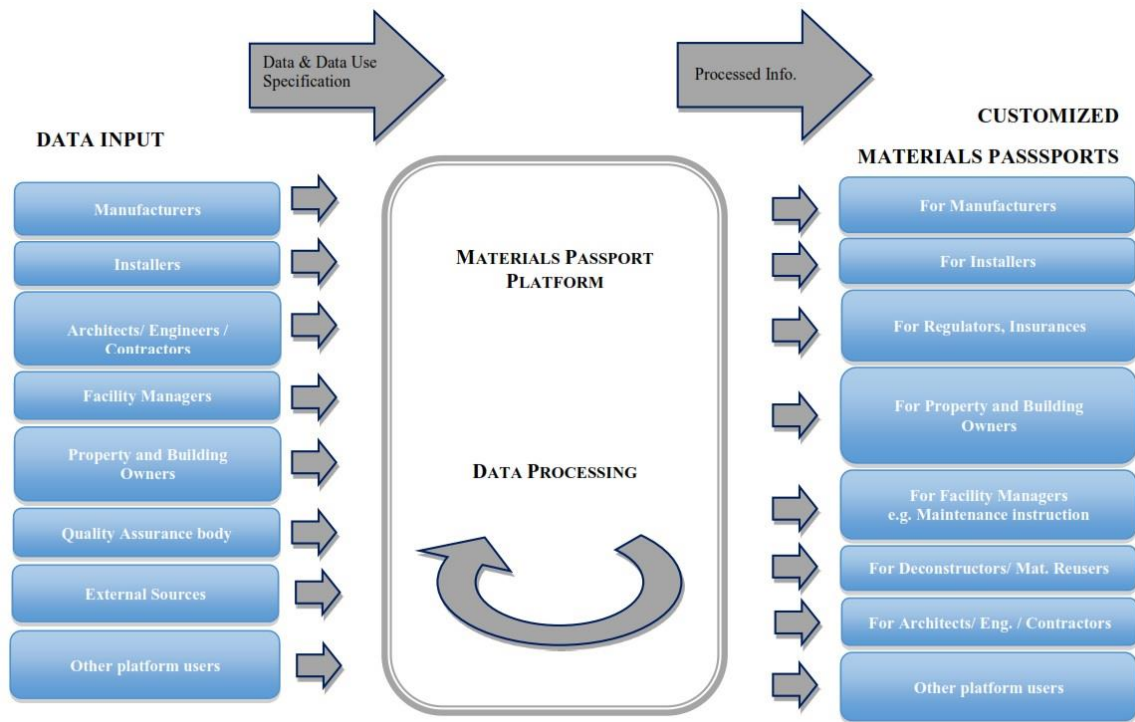 Data & Data Use
Specification
Processed Info.
DATA INPUT
Manufacturers
Installers
Architects/ Engineers /
Contractors
Facility Managers
Property and Building
Owners
Quality Assurance body
External Sources
Other platform users
MATERIALS PASSPORT
PLATFORM
DATA PROCESSING
CUSTOMIZED
MATERIALS PASSSPORTS
For Manufacturers
For Installers
For Regulators, Insurances
For Property and Building
Owners
For Facility Managers
e.g. Maintenance instruction
For Deconstructors/ Mat. Reusers
For Architects/ Eng. / Contractors
Other platform users